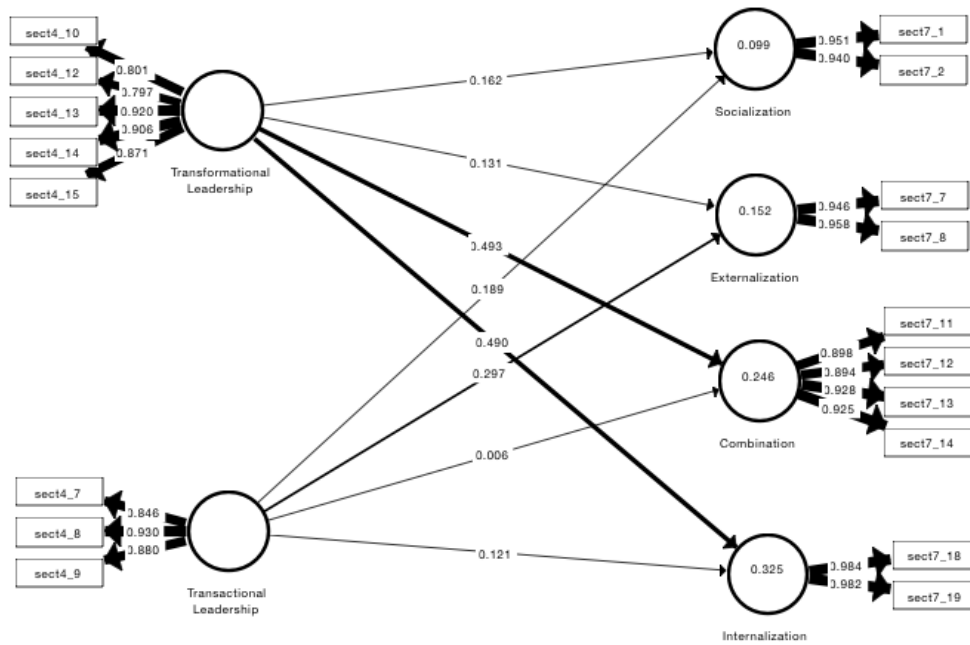 sect4_10
sect4_12
sect4_13
sect4_14
sect4_15
0.801
0.797
0.920
0.906
0.871
Transformational
Leadership
sect4_7
sect4_8
sect4_9
0.846
0.930
0.880
Transactional
Leadership
0.162
0.131
0.493
0.189
0.490
0.297
0.006
0.121
0.099
Socialization
0.951
0.940
sect7_1
sect7_2
0.152
Externalization
0.946
0.958
sect7_7
sect7_8
0.246
Combination
0.898
0.894
0.928
0.925
sect7_11
sect7_12
sect7_13
sect7_14
0.325
Internalization
0.984
0.982
sect7_18
sect7_19